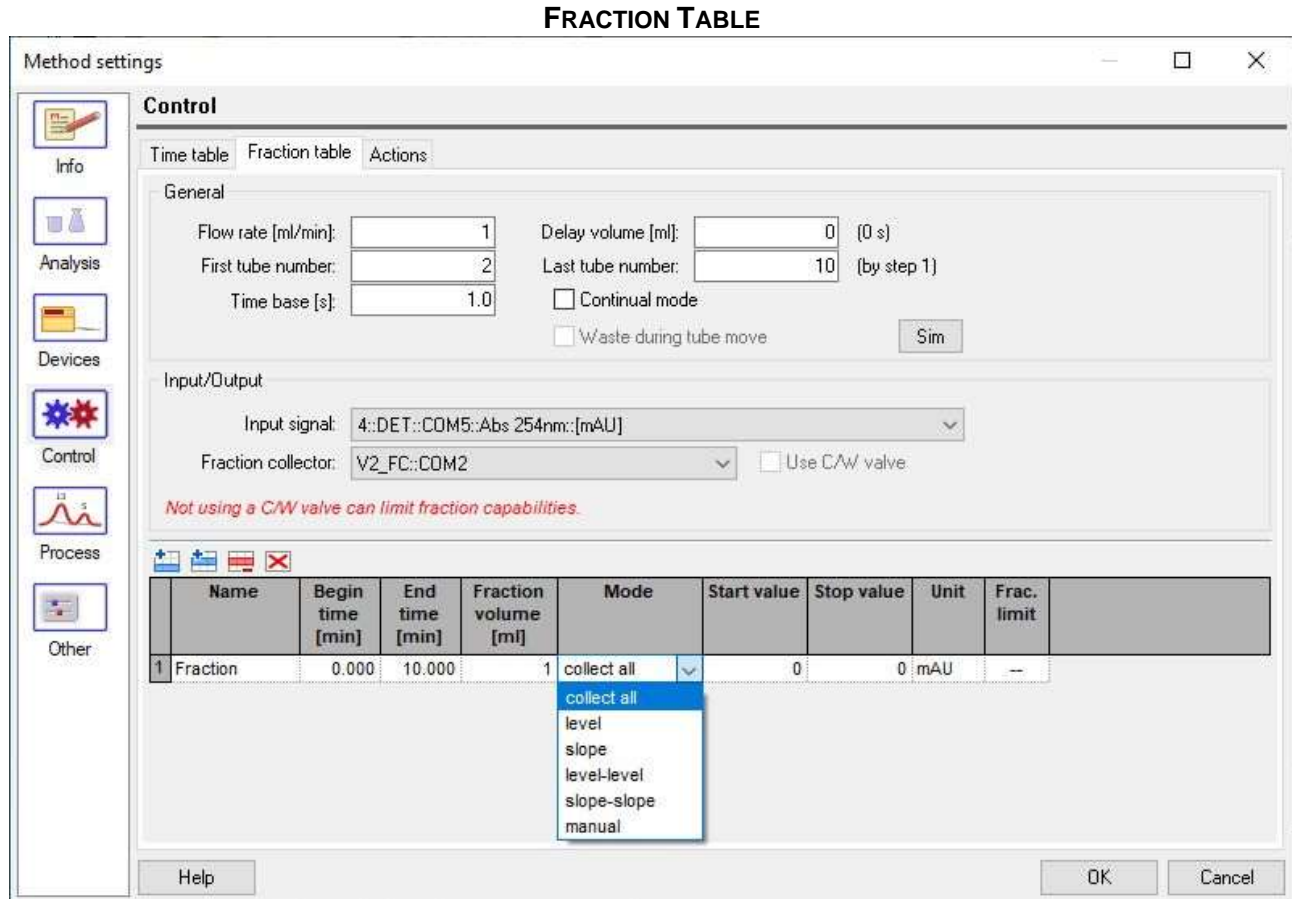 FRACTION TABLE
Method settings
Control
Info
Analysis
Devices
Control
Process
Other
Time table Fraction table Actions
General
Flow rate [ml/min]: 1 Delay volume [ml]: 0 (0 s)
First tube number: 2 Last tube number: 10 (by step 1)
Time base [s]: 1.0 Continual mode
Waste during tube move Sim
Input/Output
Input signal: 4::DET::COM5::Abs 254nm::[mAU]
Fraction collector: V2_FC::COM2 Use C/W valve
Not using a C/W valve can limit fraction capabilities.
Name Begin time [min] End time [min] Fraction volume [ml] Mode Start value Stop value Unit Frac. limit
1 Fraction 0.000 10.000 1 collect all 0 0 mAU --
collect all
level
slope
level-level
slope-slope
manual
Help OK Cancel